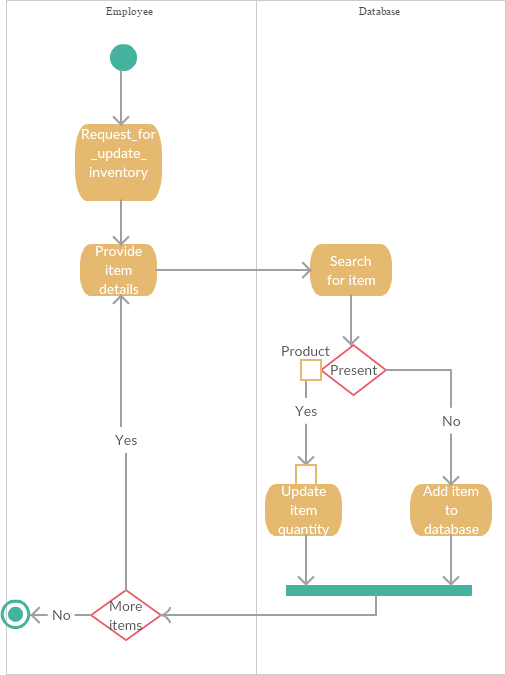 Employee
Database
Request_for
_update_
inventory
Provide
item
details
Search
for item
Product
Present
Yes
No
Yes
Update
item
quantity
Add item
to
database
More
items
No